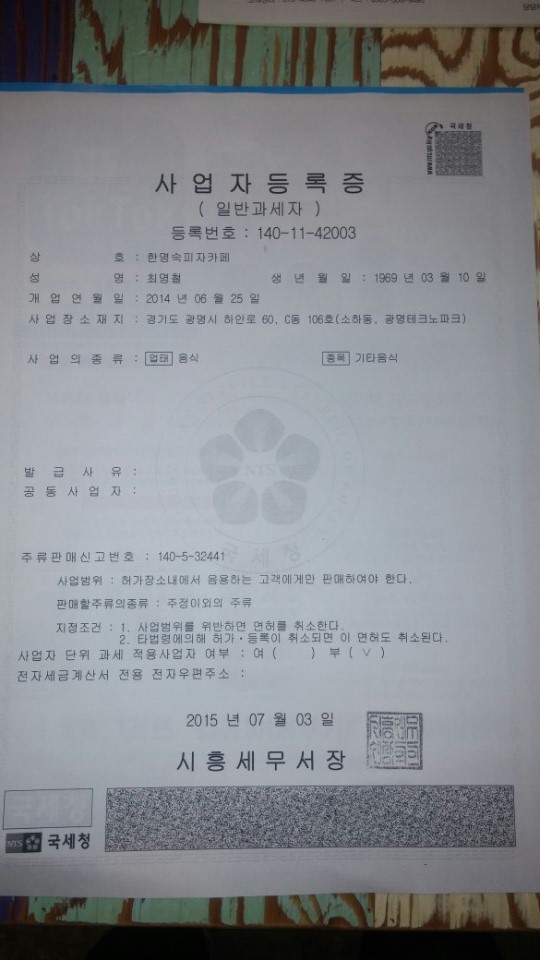 국세청
사업자등록증
( 일반과세자 )
등록번호 : 140-11-42003
상 호 : 한명숙피자카페
성 명 : 최영철 생 년 월 일 : 1969 년 03 월 10 일
개 업 연 월 일 : 2014 년 06 월 25 일
사 업 장 소 재 지 : 경기도 광명시 하안로 60, C동 106호(소하동, 광명테크노파크)
사 업 의 종 류 : 업태 음식 종목 기타음식
NTS
국세청
발 급 사 유 :
공 동 사 업 자 :
주류판매신고번호 : 140-5-32441
사업범위 : 허가장소내에서 음용하는 고객에게만 판매하여야 한다.
판매할주류의종류 : 주정이외의 주류
지정조건 : 1. 사업범위를 위반하면 면허를 취소한다.
2. 타법령에의해 허가·등록이 취소되면 이 면허도 취소된다.
사업자 단위 과세 적용사업자 여부 : 여 ( ) 부 ( ∨ )
전자세금계산서 전용 전자우편주소 :
2015 년 07 월 03 일
시흥세무서장
NTS 국세청